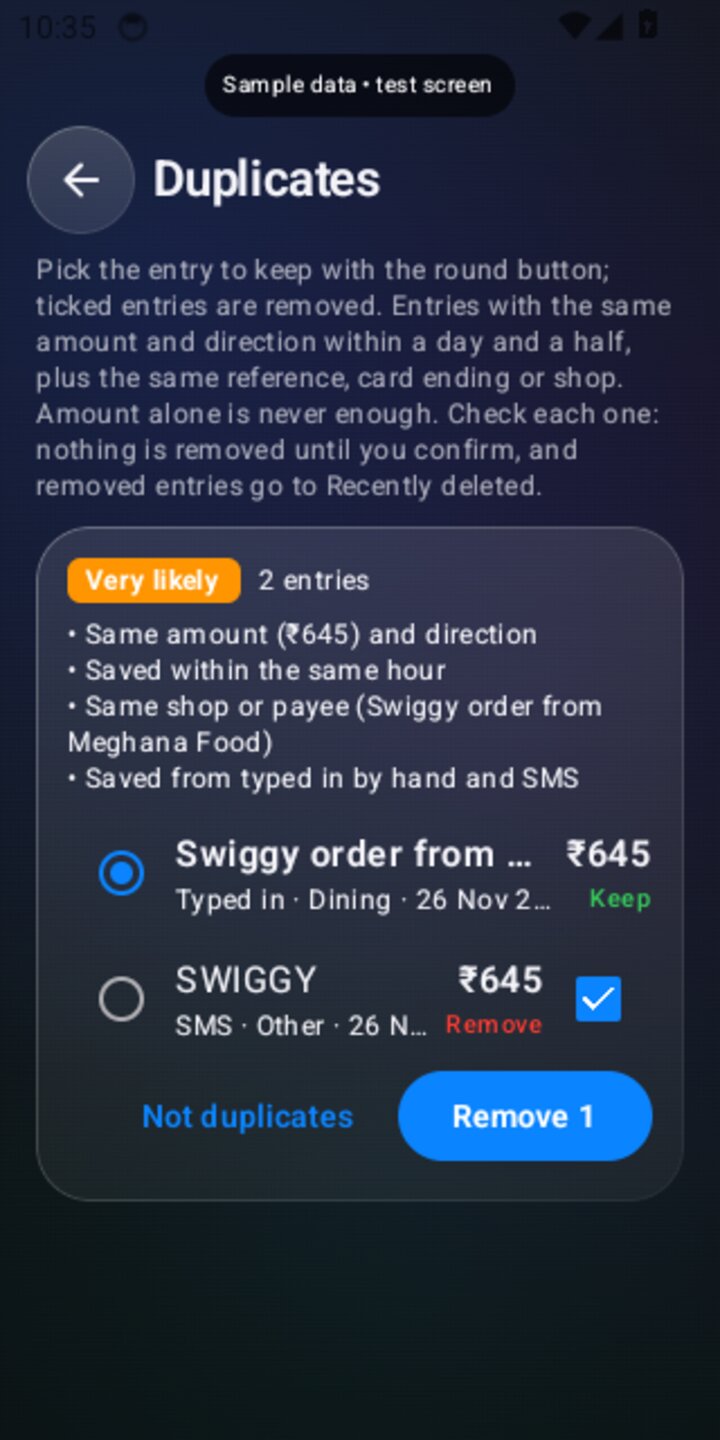 10:35
Sample data • test screen
Duplicates
Pick the entry to keep with the round button;
ticked entries are removed. Entries with the same
amount and direction within a day and a half,
plus the same reference, card ending or shop.
Amount alone is never enough. Check each one:
nothing is removed until you confirm, and
removed entries go to Recently deleted.
Very likely 2 entries
• Same amount (₹645) and direction
• Saved within the same hour
• Same shop or payee (Swiggy order from
Meghana Food)
• Saved from typed in by hand and SMS
Swiggy order from ... ₹645
Typed in · Dining · 26 Nov 2... Keep
SWIGGY ₹645
SMS · Other · 26 N... Remove
Not duplicates Remove 1